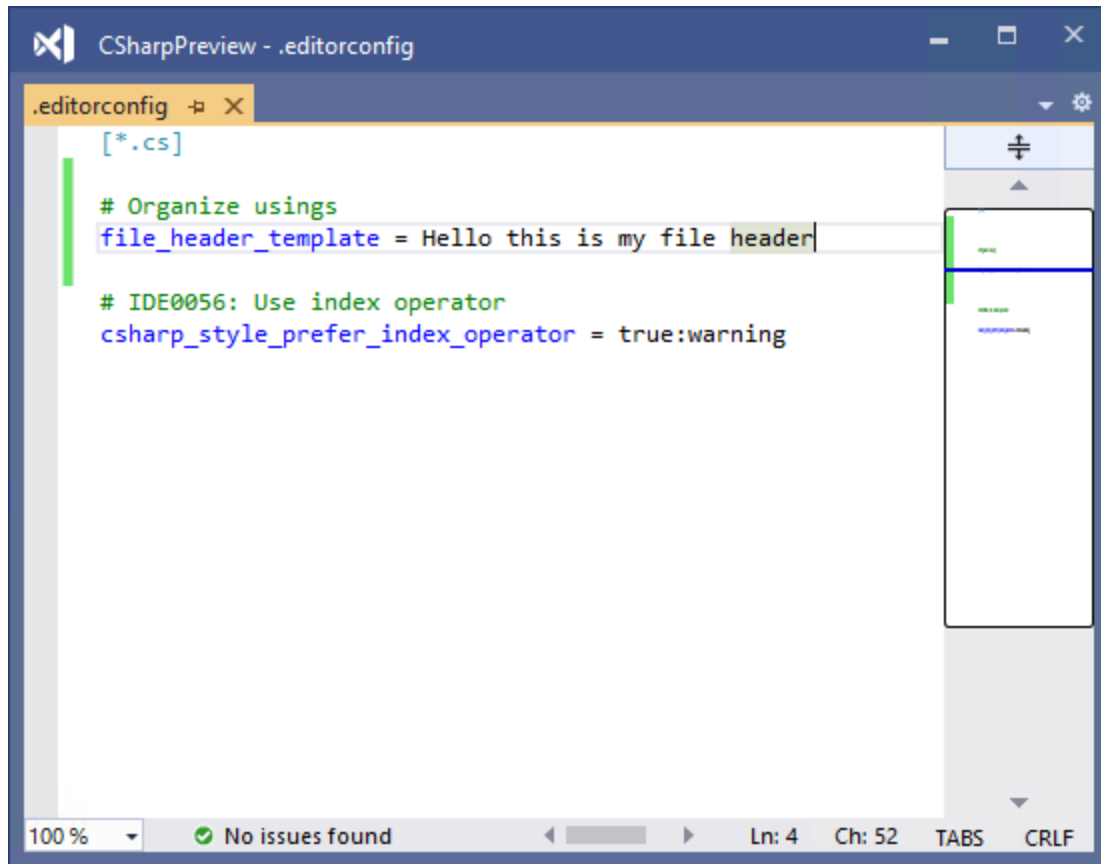 CSharpPreview - .editorconfig
.editorconfig
[*.cs]
# Organize usings
file_header_template = Hello this is my file header
# IDE0056: Use index operator
csharp_style_prefer_index_operator = true:warning
100 % No issues found Ln: 4 Ch: 52 TABS CRLF